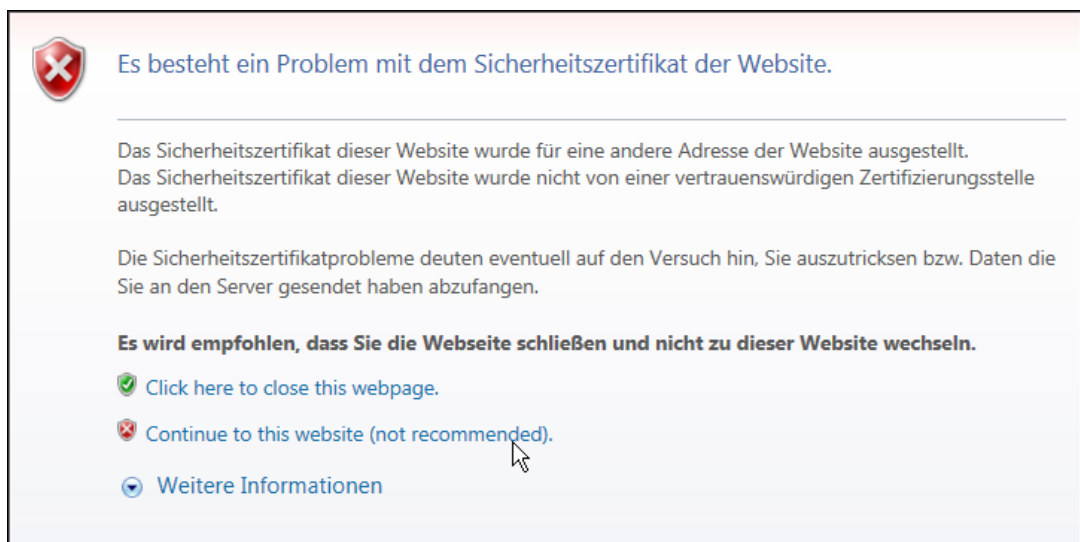 Es besteht ein Problem mit dem Sicherheitszertifikat der Website.
Das Sicherheitszertifikat dieser Website wurde für eine andere Adresse der Website ausgestellt.
Das Sicherheitszertifikat dieser Website wurde nicht von einer vertrauenswürdigen Zertifizierungsstelle
ausgestellt.
Die Sicherheitszertifikatprobleme deuten eventuell auf den Versuch hin, Sie auszutricksen bzw. Daten die
Sie an den Server gesendet haben abzufangen.
Es wird empfohlen, dass Sie die Webseite schließen und nicht zu dieser Website wechseln.
Click here to close this webpage.
Continue to this website (not recommended).
Weitere Informationen